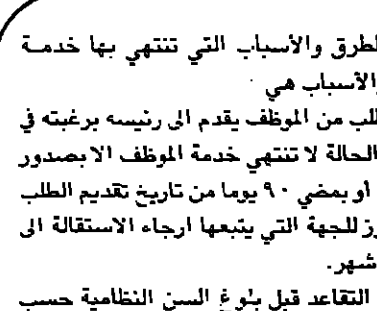 الطرق والأسباب التي تنتهي بها خدمة
والأسباب هي
طلب من الموظف يقدم الى رئيسه برغبته في
الحالة لا تنتهي خدمة الموظف الا بصدور
أو بمضي ٩٠ يوما من تاريخ تقديم الطلب
للجهة التي يتبعها ارجاء الاستقالة الى
شهر.
التقاعد قبل بلوغ السن النظامية حسب